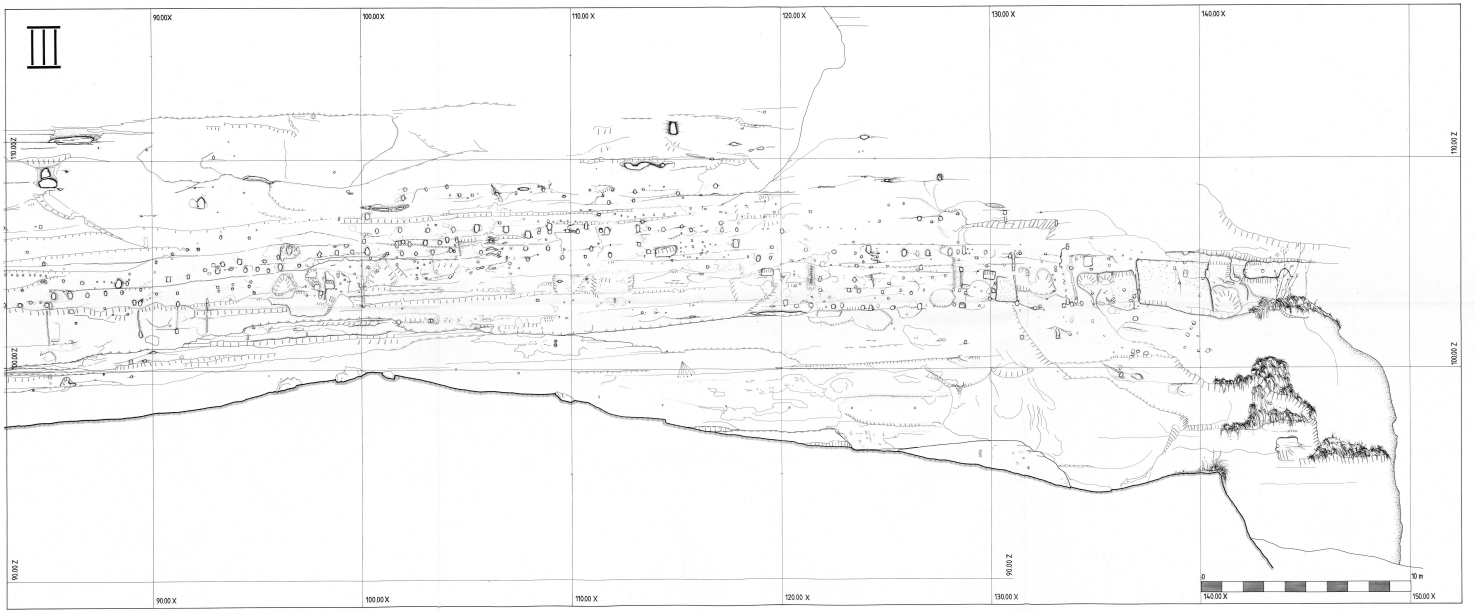 III
90.00 X
100.00 X
110.00 X
120.00 X
130.00 X
140.00 X
110.00 Z
110.00 Z
100.00 Z
100.00 Z
90.00 Z
90.00 Z
0
10 m
90.00 X
100.00 X
110.00 X
120.00 X
130.00 X
140.00 X
150.00 X